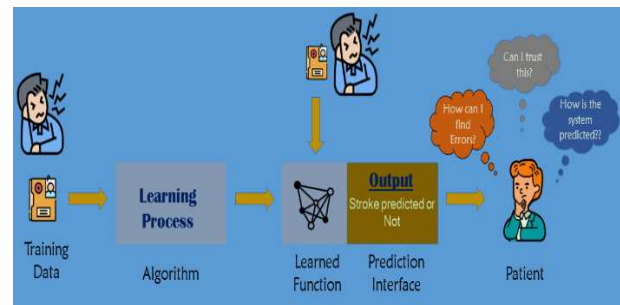 Can I trust
this?
How can I
find
Errors?
How is the
system
predicted??
Learning
Process
Output
Stroke predicted or
Not
Training
Data
Algorithm
Learned
Function
Prediction
Interface
Patient